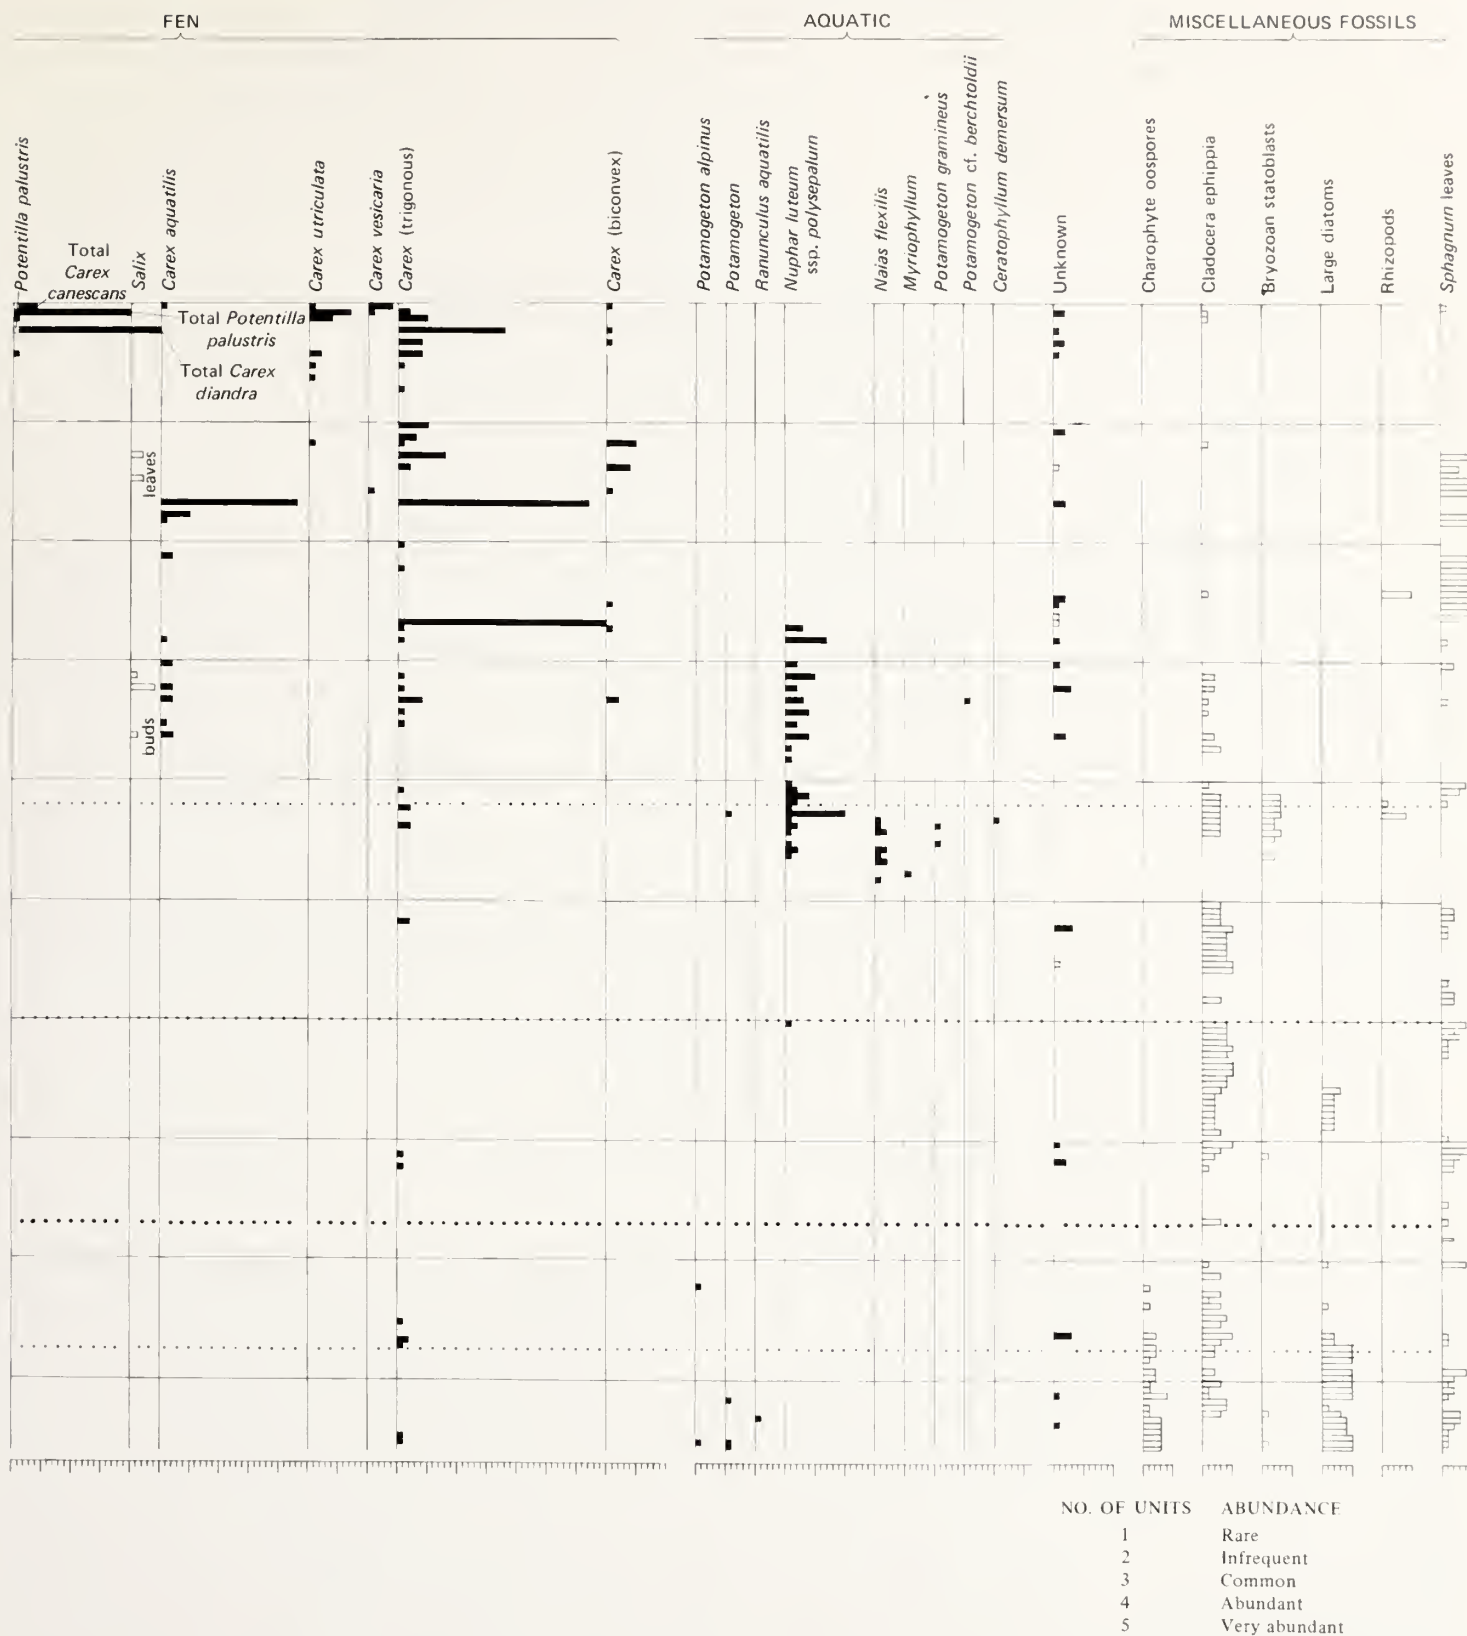 FEN
AQUATIC
MISCELLANEOUS FOSSILS
Potentilla palustris
Total
Carex
canescans
Salix
Carex aquatilis
Carex utriculata
Carex vesicaria
Carex (trigonous)
Carex (biconvex)
Potamogeton alpinus
Potamogeton
Ranunculus aquatilis
Nuphar luteum
ssp. polysepalum
Naias flexilis
Myriophyllum
Potamogeton gramineus
Potamogeton cf. berchtoldii
Ceratophyllum demersum
Unknown
Charophyte oospores
Cladocera ephippia
Bryozoan statoblasts
Large diatoms
Rhizopods
Sphagnum leaves
Total Potentilla
palustris
Total Carex
diandra
leaves
buds
NO. OF UNITS ABUNDANCE
1 Rare
2 Infrequent
3 Common
4 Abundant
5 Very abundant